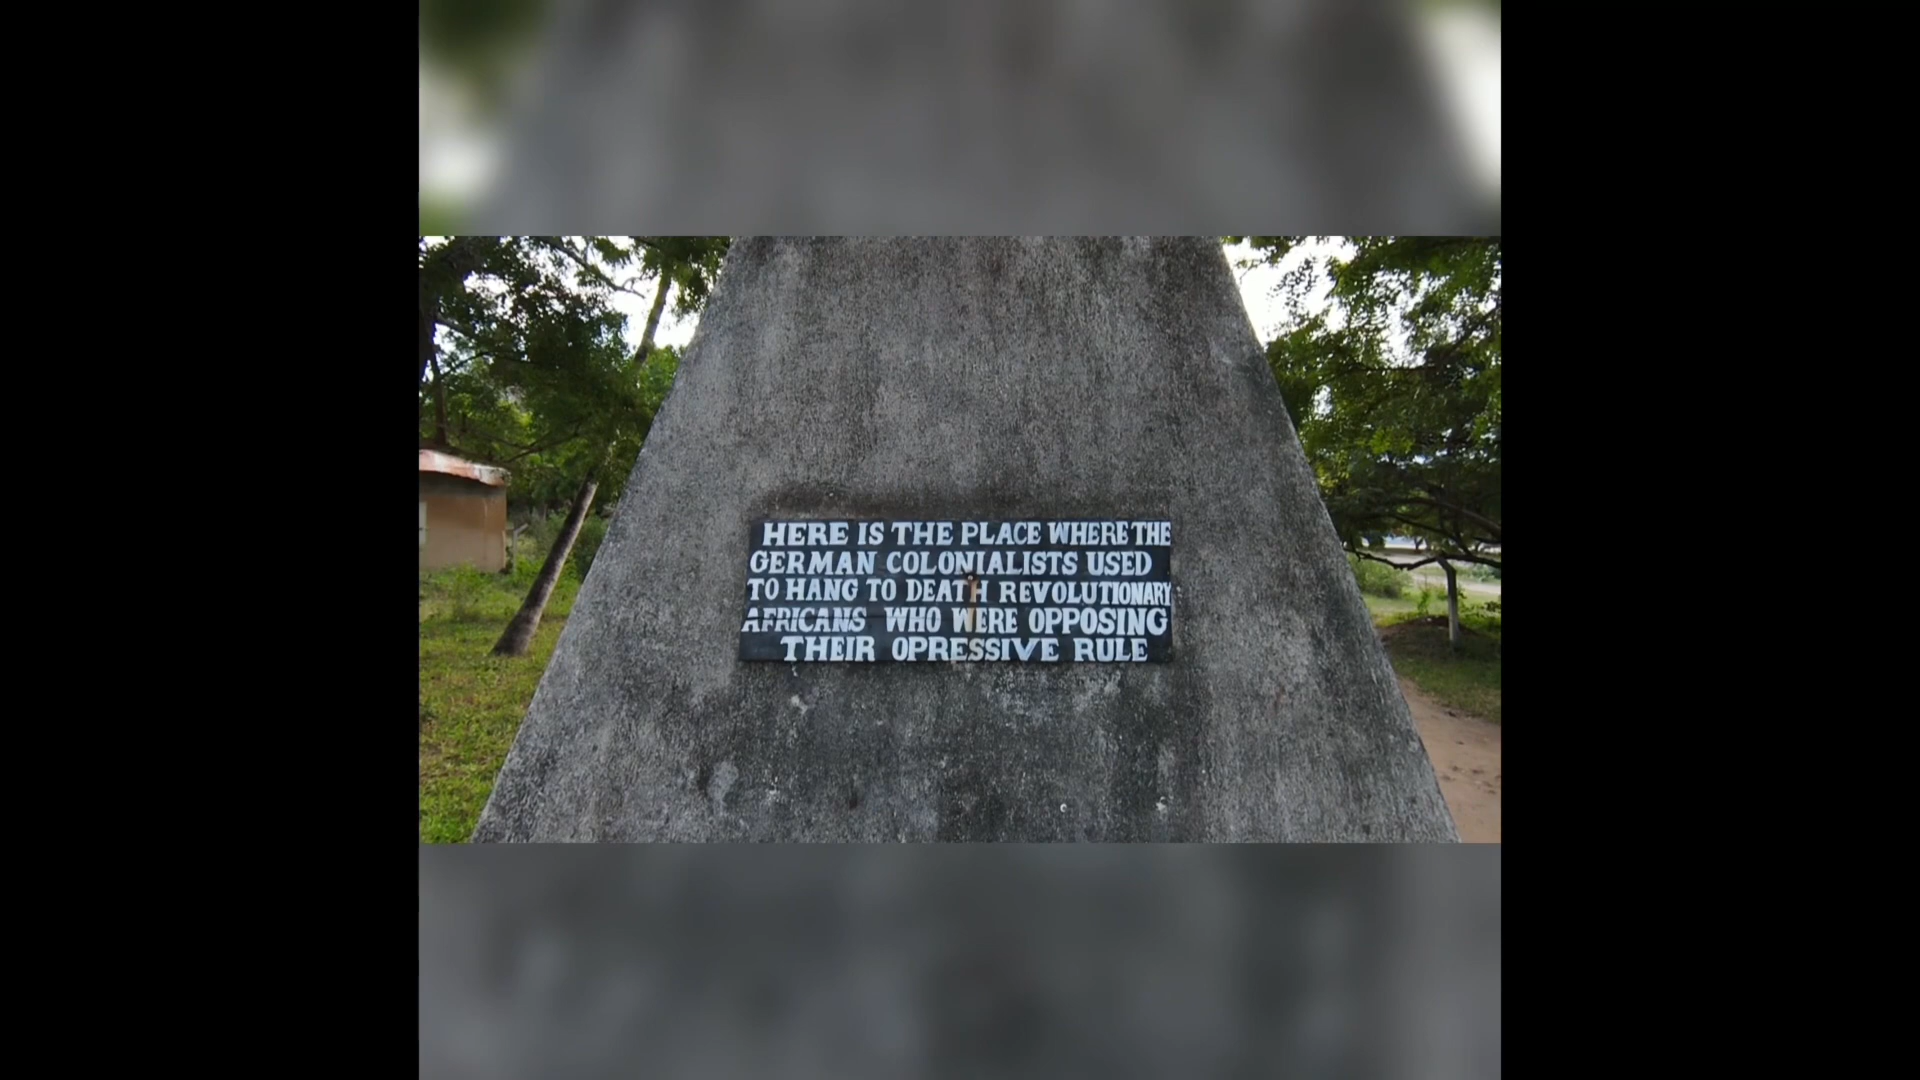 HERE IS THE PLACE WHERE THE
GERMAN COLONIALISTS USED
TO HANG TO DEATH REVOLUTIONARY
AFRICANS WHO WERE OPPOSING
THEIR OPRESSIVE RULE